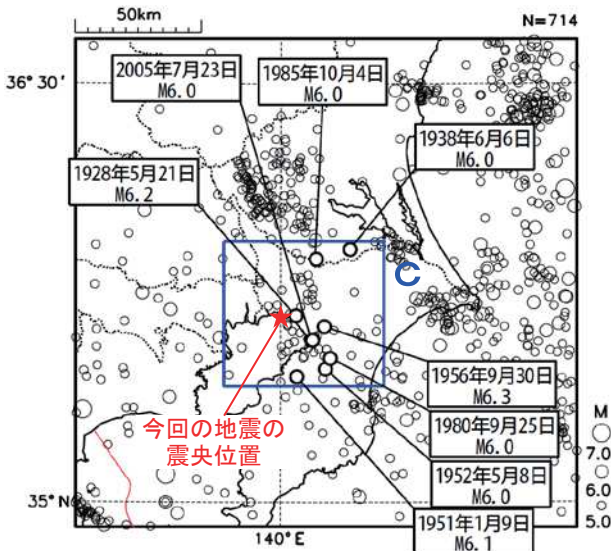 50km
N=714
36°30′
2005年7月23日
M6.0
1985年10月4日
M6.0
1938年6月6日
M6.0
1928年5月21日
M6.2
C
1956年9月30日
M6.3
今回の地震の
震央位置
1980年9月25日
M6.0
1952年5月8日
M6.0
1951年1月9日
M6.1
M
7.0
6.0
5.0
35°N
140°E